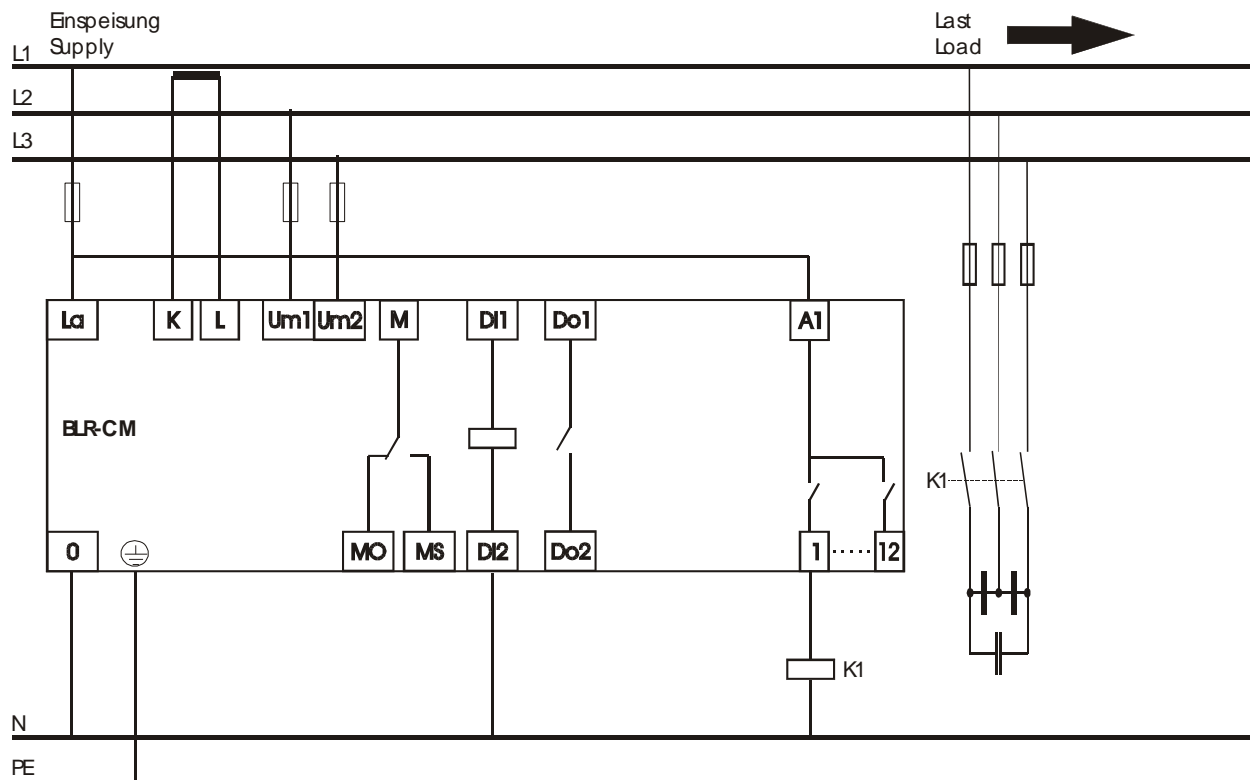 Einspeisung
Supply
Last
Load
L1
L2
L3
La
K
L
Um1
Um2
M
DI1
Do1
A1
BLR-CM
K1
0
MO
MS
DI2
Do2
1
12
K1
N
PE